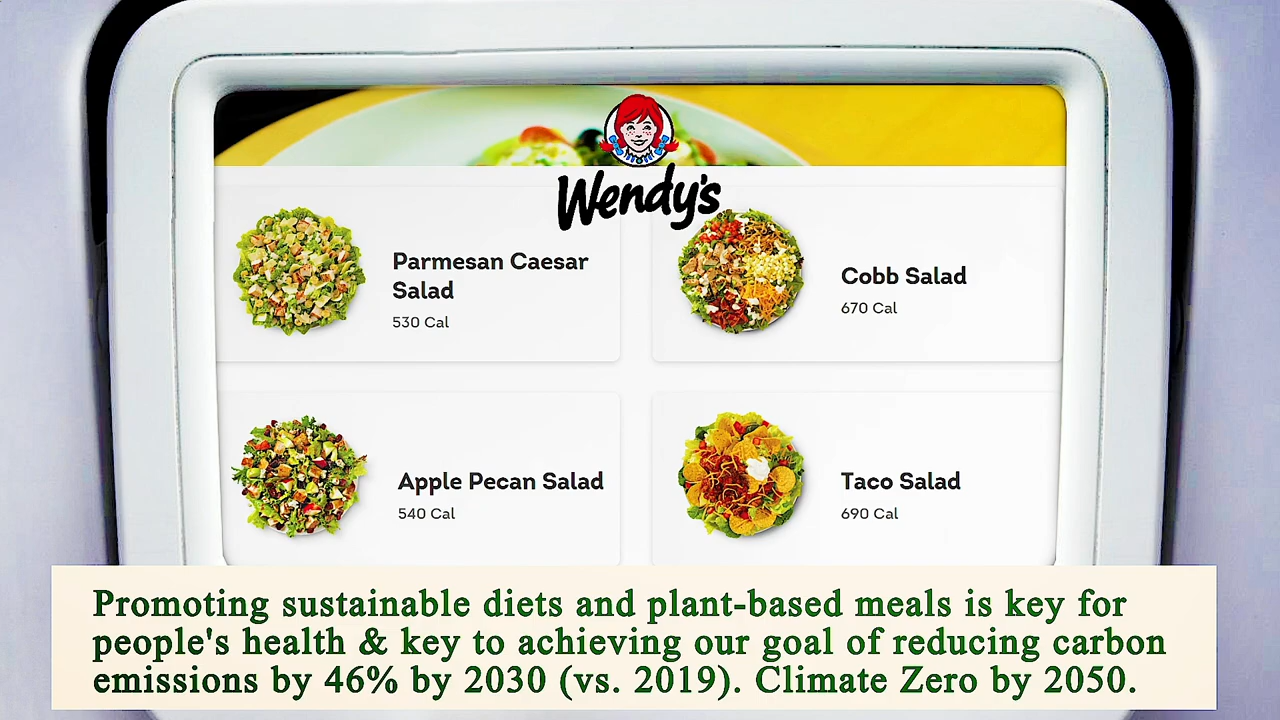 Wendy's
Parmesan Caesar
Salad
530 Cal
Cobb Salad
670 Cal
Apple Pecan Salad
540 Cal
Taco Salad
690 Cal
Promoting sustainable diets and plant-based meals is key for
people's health & key to achieving our goal of reducing carbon
emissions by 46% by 2030 (vs. 2019). Climate Zero by 2050.